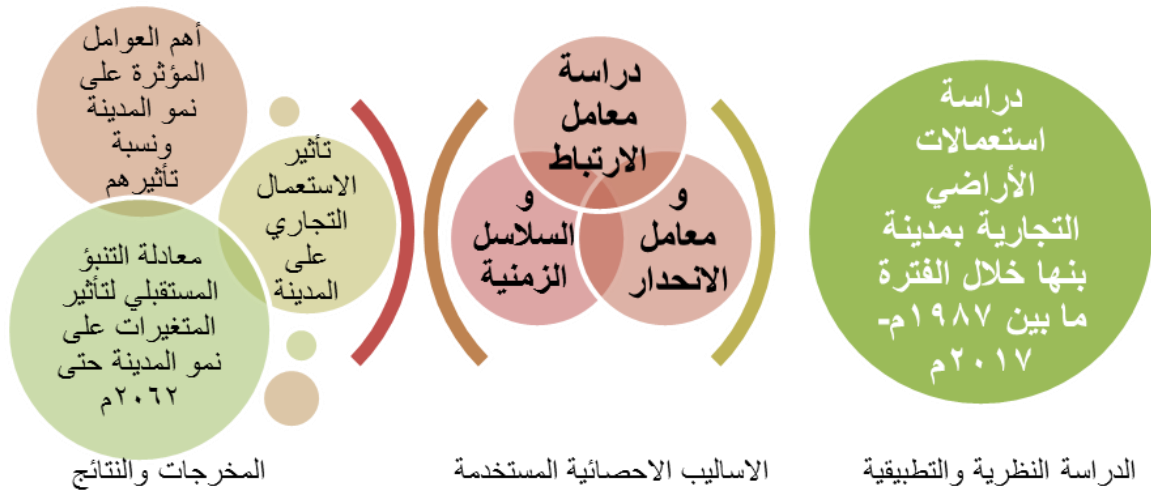 دراسة
استعمالات
الأراضي
التجارية بمدينة
بنها خلال الفترة
ما بين ١٩٨٧م-
٢٠١٧م
الدراسة النظرية والتطبيقية
دراسة
معامل
الارتباط
و
معامل
الانحدار
و
السلاسل
الزمنية
الاساليب الاحصائية المستخدمة
أهم العوامل
المؤثرة على
نمو المدينة
ونسبة
تأثيرهم
تأثير
الاستعمال
التجاري
على
المدينة
معادلة التنبؤ
المستقبلي لتأثير
المتغيرات على
نمو المدينة حتى
٢٠٦٢م
المخرجات والنتائج